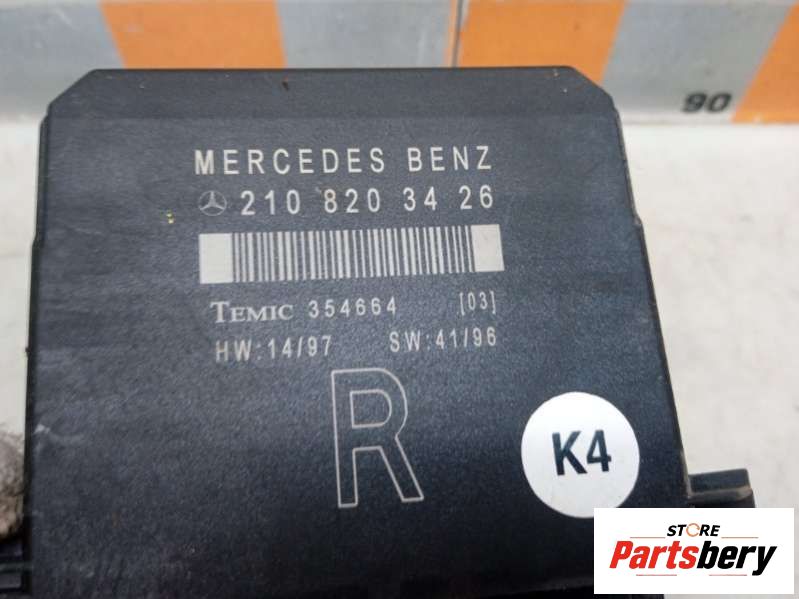 90
MERCEDES BENZ
210 820 34 26
TEMIC 354664 [03]
HW:14/97 SW:41/96
R
K4
STORE
Partsbery